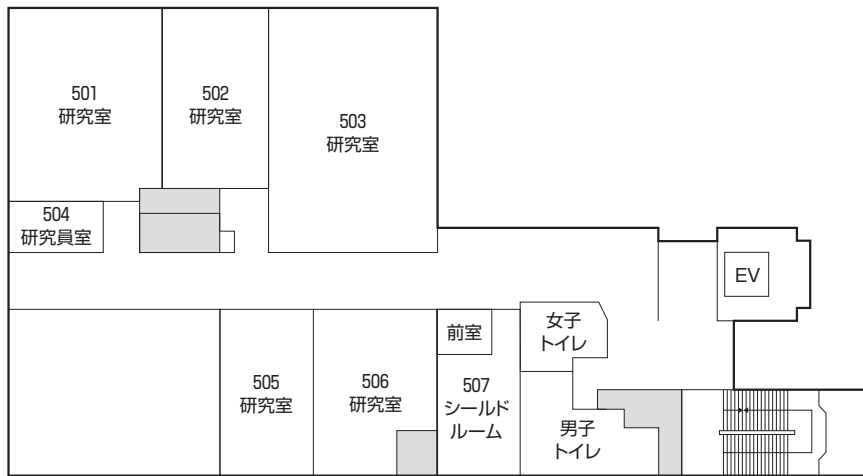 501
研究室
502
研究室
503
研究室
504
研究員室
EV
505
研究室
506
研究室
前室
507
シールド
ルーム
女子
トイレ
男子
トイレ